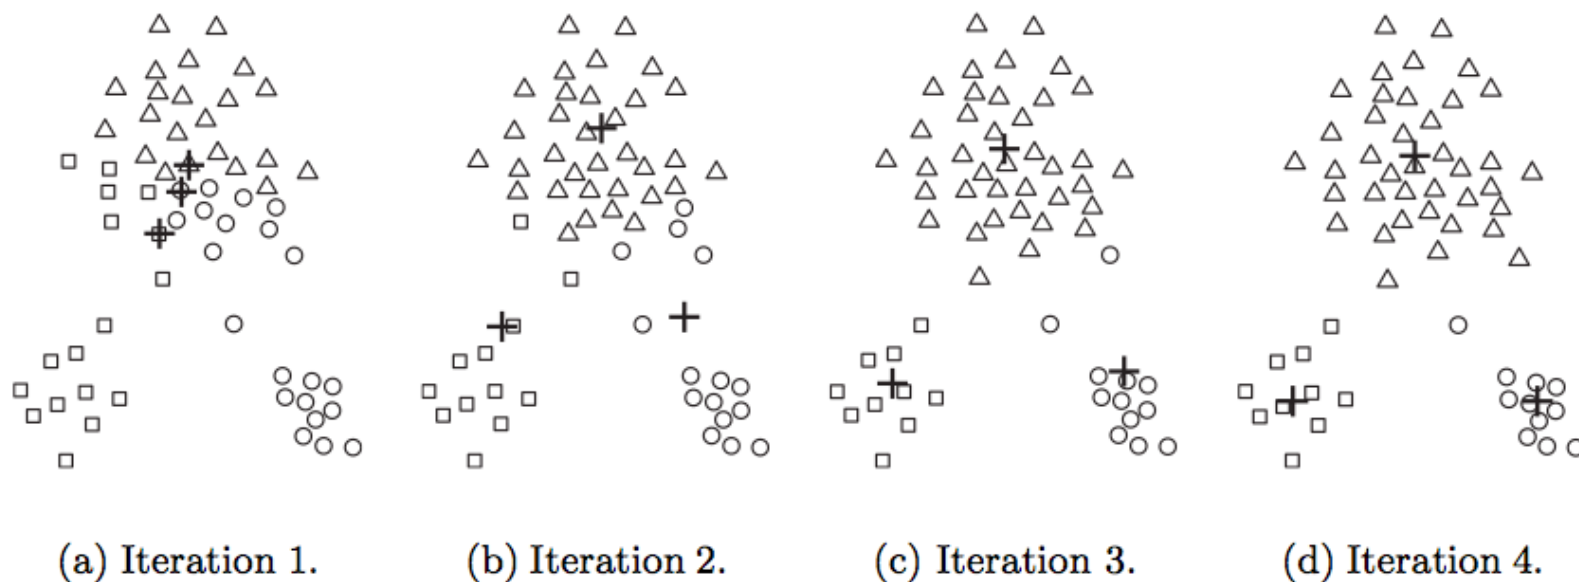 (a) Iteration 1.
(b) Iteration 2.
(c) Iteration 3.
(d) Iteration 4.